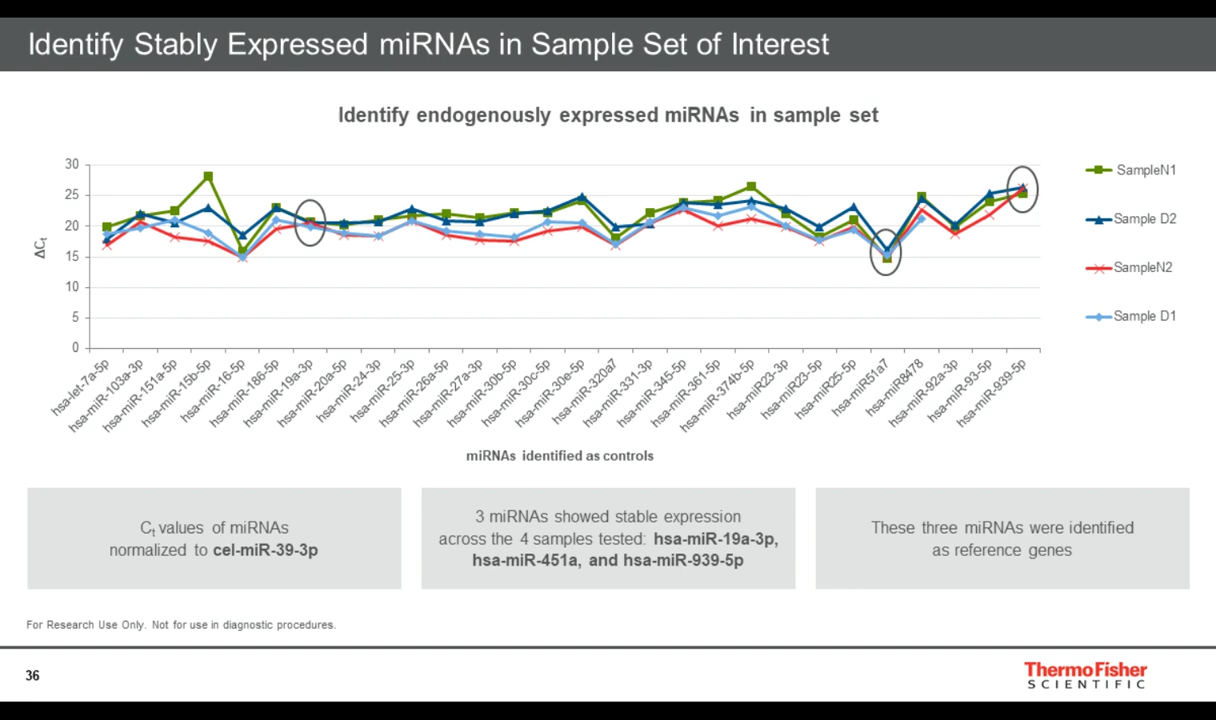 Identify Stably Expressed miRNAs in Sample Set of Interest
Identify endogenously expressed miRNAs in sample set
30
25
20
15
10
5
0
ΔCt
SampleN1
Sample D2
SampleN2
Sample D1
hsa-let-7a-5p
hsa-miR-103a-3p
hsa-miR-151a-5p
hsa-miR-15b-5p
hsa-miR-16-5p
hsa-miR-186-5p
hsa-miR-19a-3p
hsa-miR-20a-5p
hsa-miR-24-3p
hsa-miR-25-3p
hsa-miR-26a-5p
hsa-miR-27a-3p
hsa-miR-30b-5p
hsa-miR-30c-5p
hsa-miR-30e-5p
hsa-miR-320a7
hsa-miR-331-3p
hsa-miR-345-5p
hsa-miR-361-5p
hsa-miR-374b-5p
hsa-miR23-3p
hsa-miR23-5p
hsa-miR25-5p
hsa-miR51a7
hsa-miR8478
hsa-miR-92a-3p
hsa-miR-93-5p
hsa-miR-939-5p
miRNAs identified as controls
Ct values of miRNAs
normalized to cel-miR-39-3p
3 miRNAs showed stable expression
across the 4 samples tested: hsa-miR-19a-3p,
hsa-miR-451a, and hsa-miR-939-5p
These three miRNAs were identified
as reference genes
For Research Use Only. Not for use in diagnostic procedures.
36
ThermoFisher
SCIENTIFIC